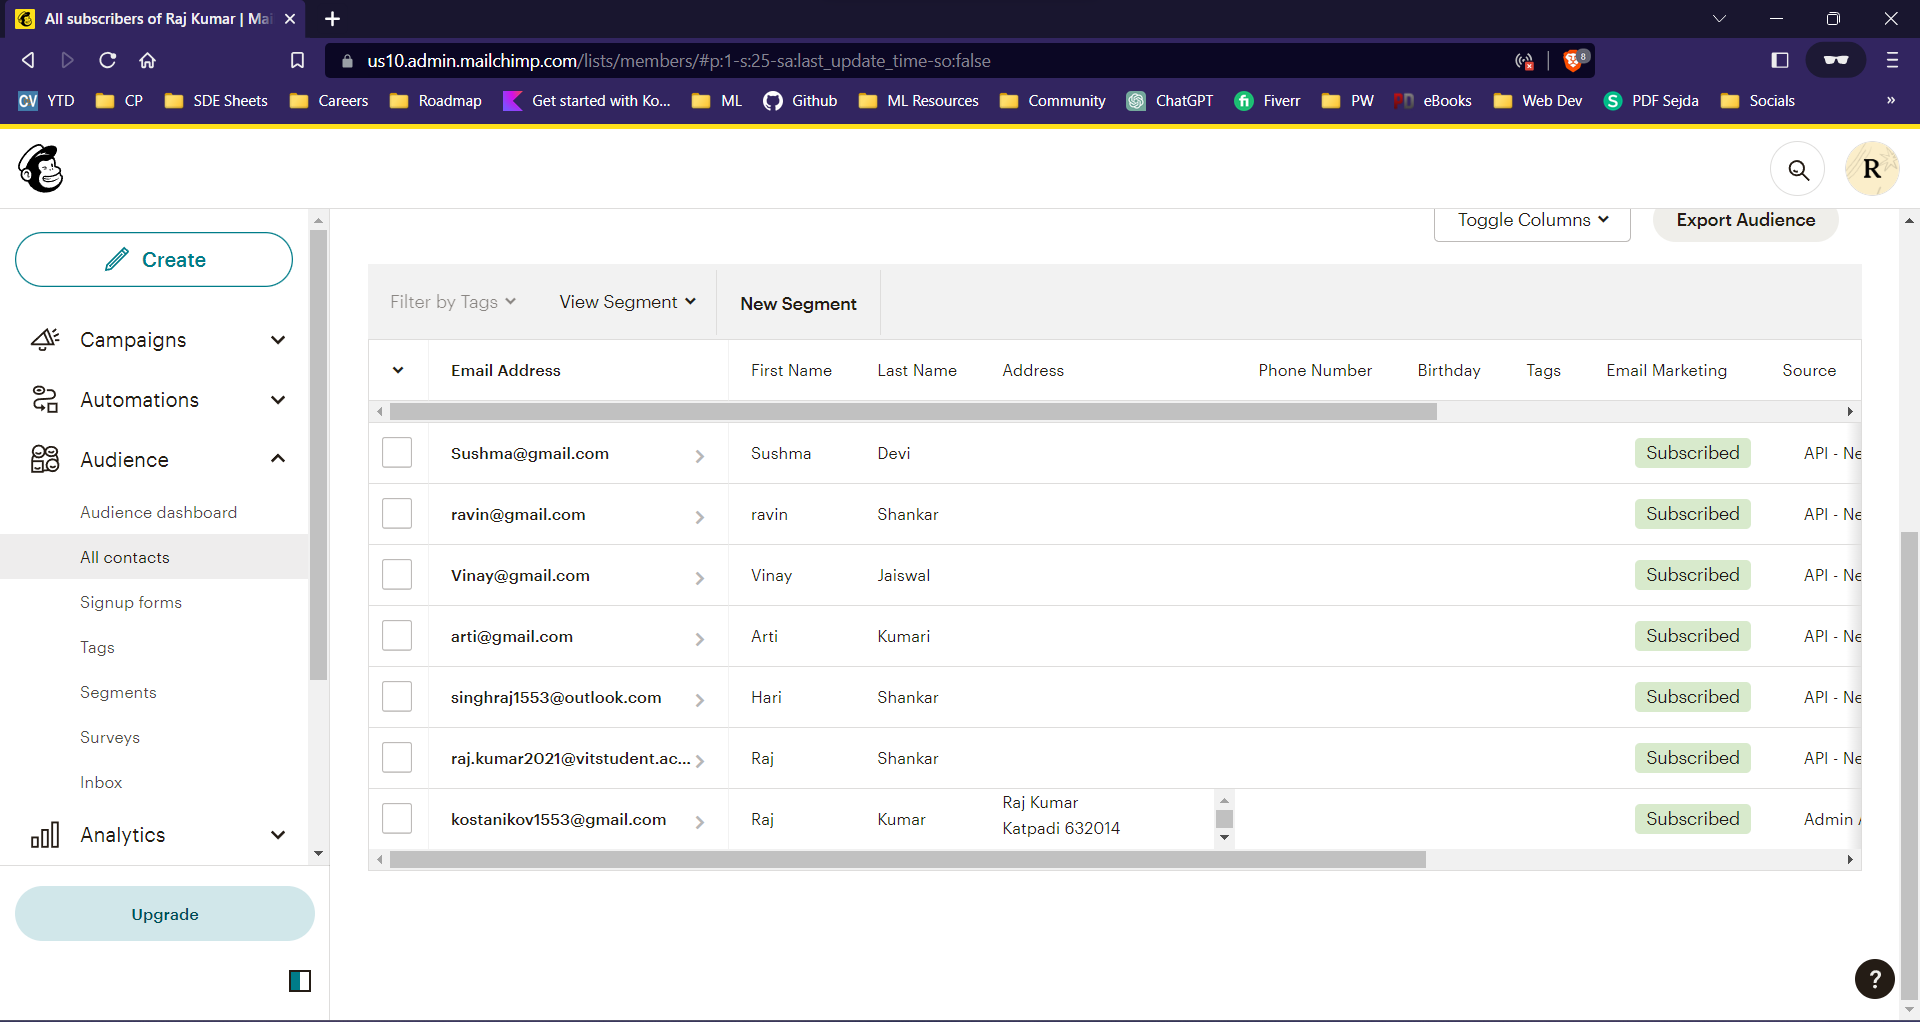 All subscribers of Raj Kumar | Mai
us10.admin.mailchimp.com/lists/members/#p:1-s:25-sa:last_update_time-so:false
8
CV YTD CP SDE Sheets Careers Roadmap Get started with Ko... ML Github ML Resources Community ChatGPT fi Fiverr PW PD eBooks Web Dev S PDF Sejda Socials »
R
Toggle Columns Export Audience
Create
Filter by Tags View Segment New Segment
Campaigns
Automations
Audience
Audience dashboard
All contacts
Signup forms
Tags
Segments
Surveys
Inbox
Analytics
Upgrade
Email Address First Name Last Name Address Phone Number Birthday Tags Email Marketing Source
Sushma@gmail.com Sushma Devi Subscribed API - Ne
ravin@gmail.com ravin Shankar Subscribed API - Ne
Vinay@gmail.com Vinay Jaiswal Subscribed API - Ne
arti@gmail.com Arti Kumari Subscribed API - Ne
singhraj1553@outlook.com Hari Shankar Subscribed API - Ne
raj.kumar2021@vitstudent.ac... Raj Shankar Subscribed API - Ne
kostanikov1553@gmail.com Raj Kumar Raj Kumar Subscribed Admin
Katpadi 632014
?